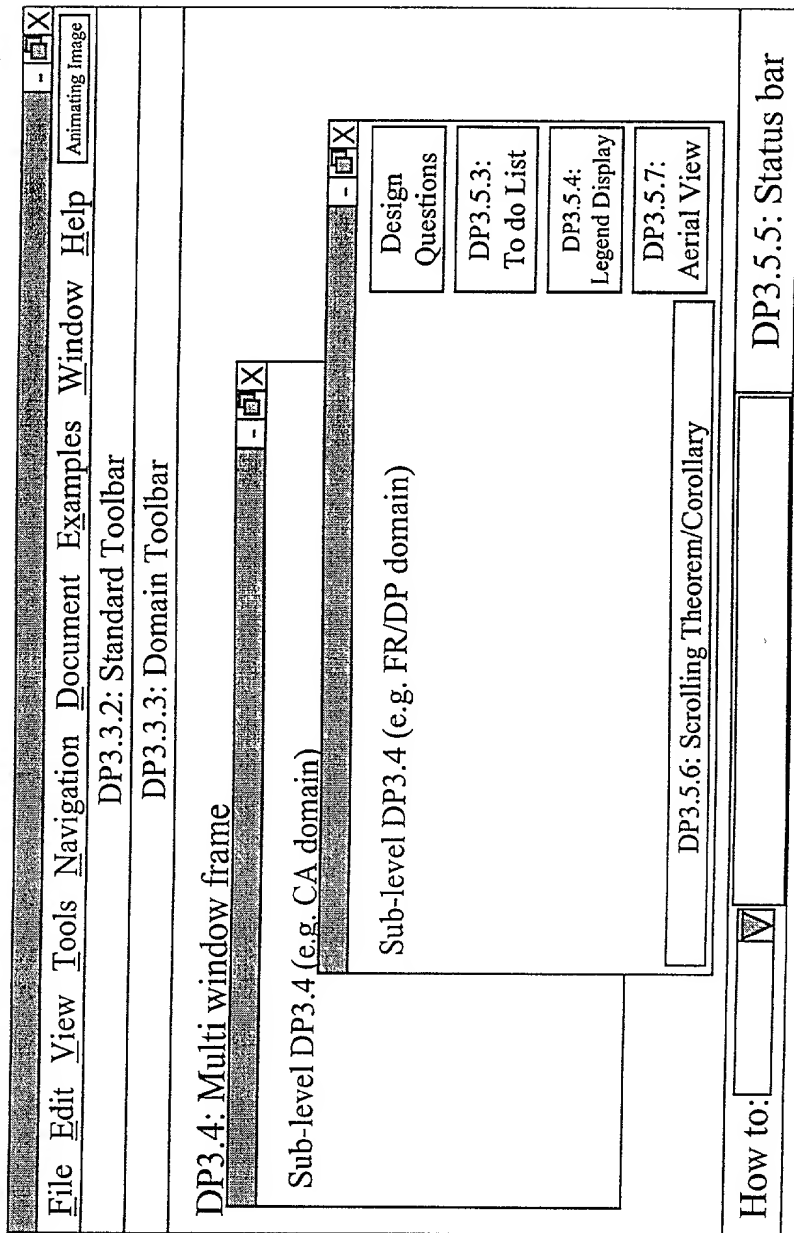 - X
File Edit View Tools Navigation Document Examples Window Help
Animating Image
DP3.3.2: Standard Toolbar
DP3.3.3: Domain Toolbar
DP3.4: Multi window frame
- X
Sub-level DP3.4 (e.g. CA domain)
- X
Sub-level DP3.4 (e.g. FR/DP domain)
Design
Questions
DP3.5.3:
To do List
DP3.5.4:
Legend Display
DP3.5.7:
Aerial View
DP3.5.6: Scrolling Theorem/Corollary
How to:
DP3.5.5: Status bar